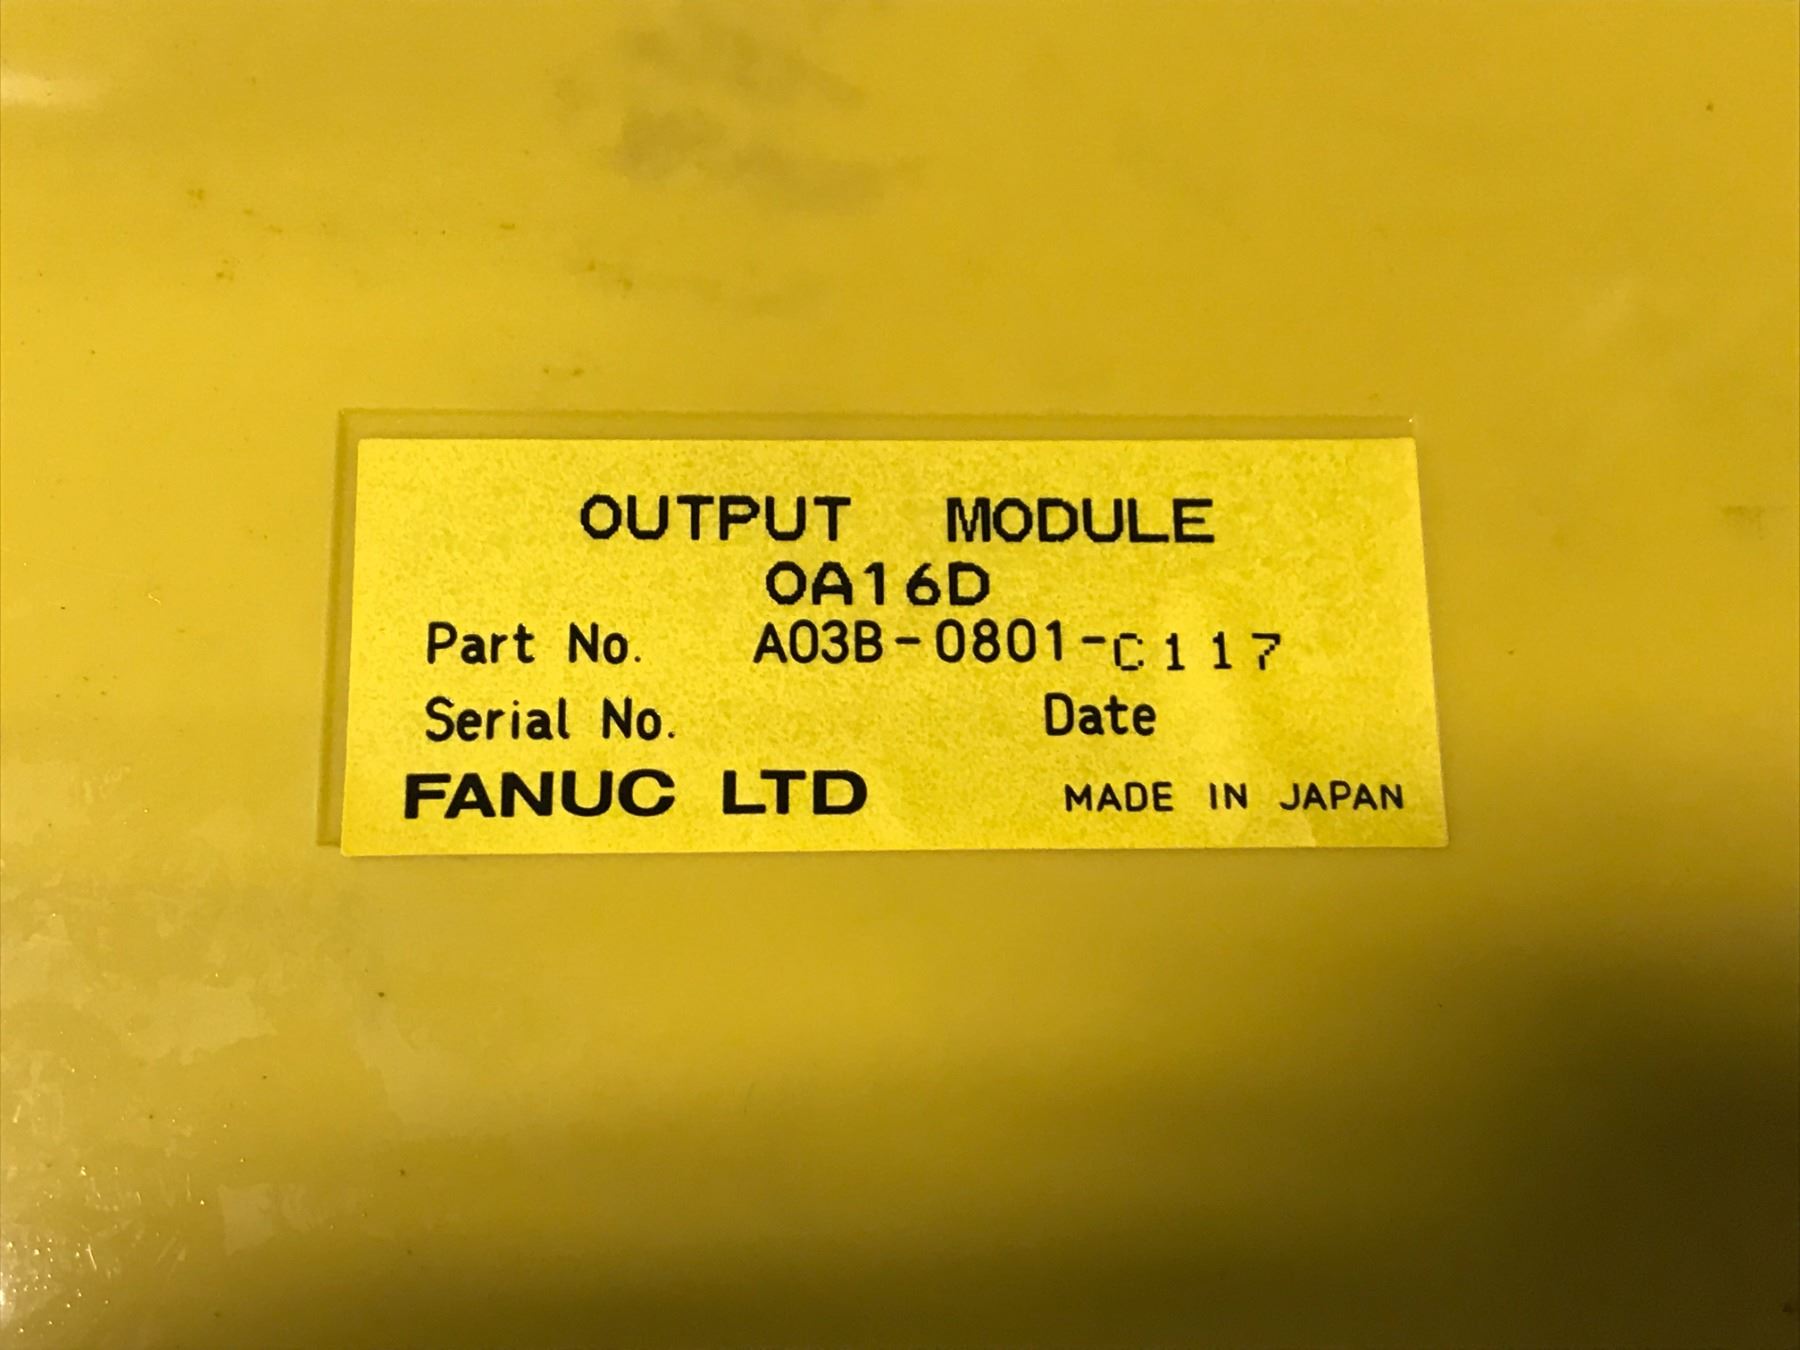 OUTPUT MODULE
OA16D
Part No. A03B-0801-C117
Serial No. Date
FANUC LTD MADE IN JAPAN